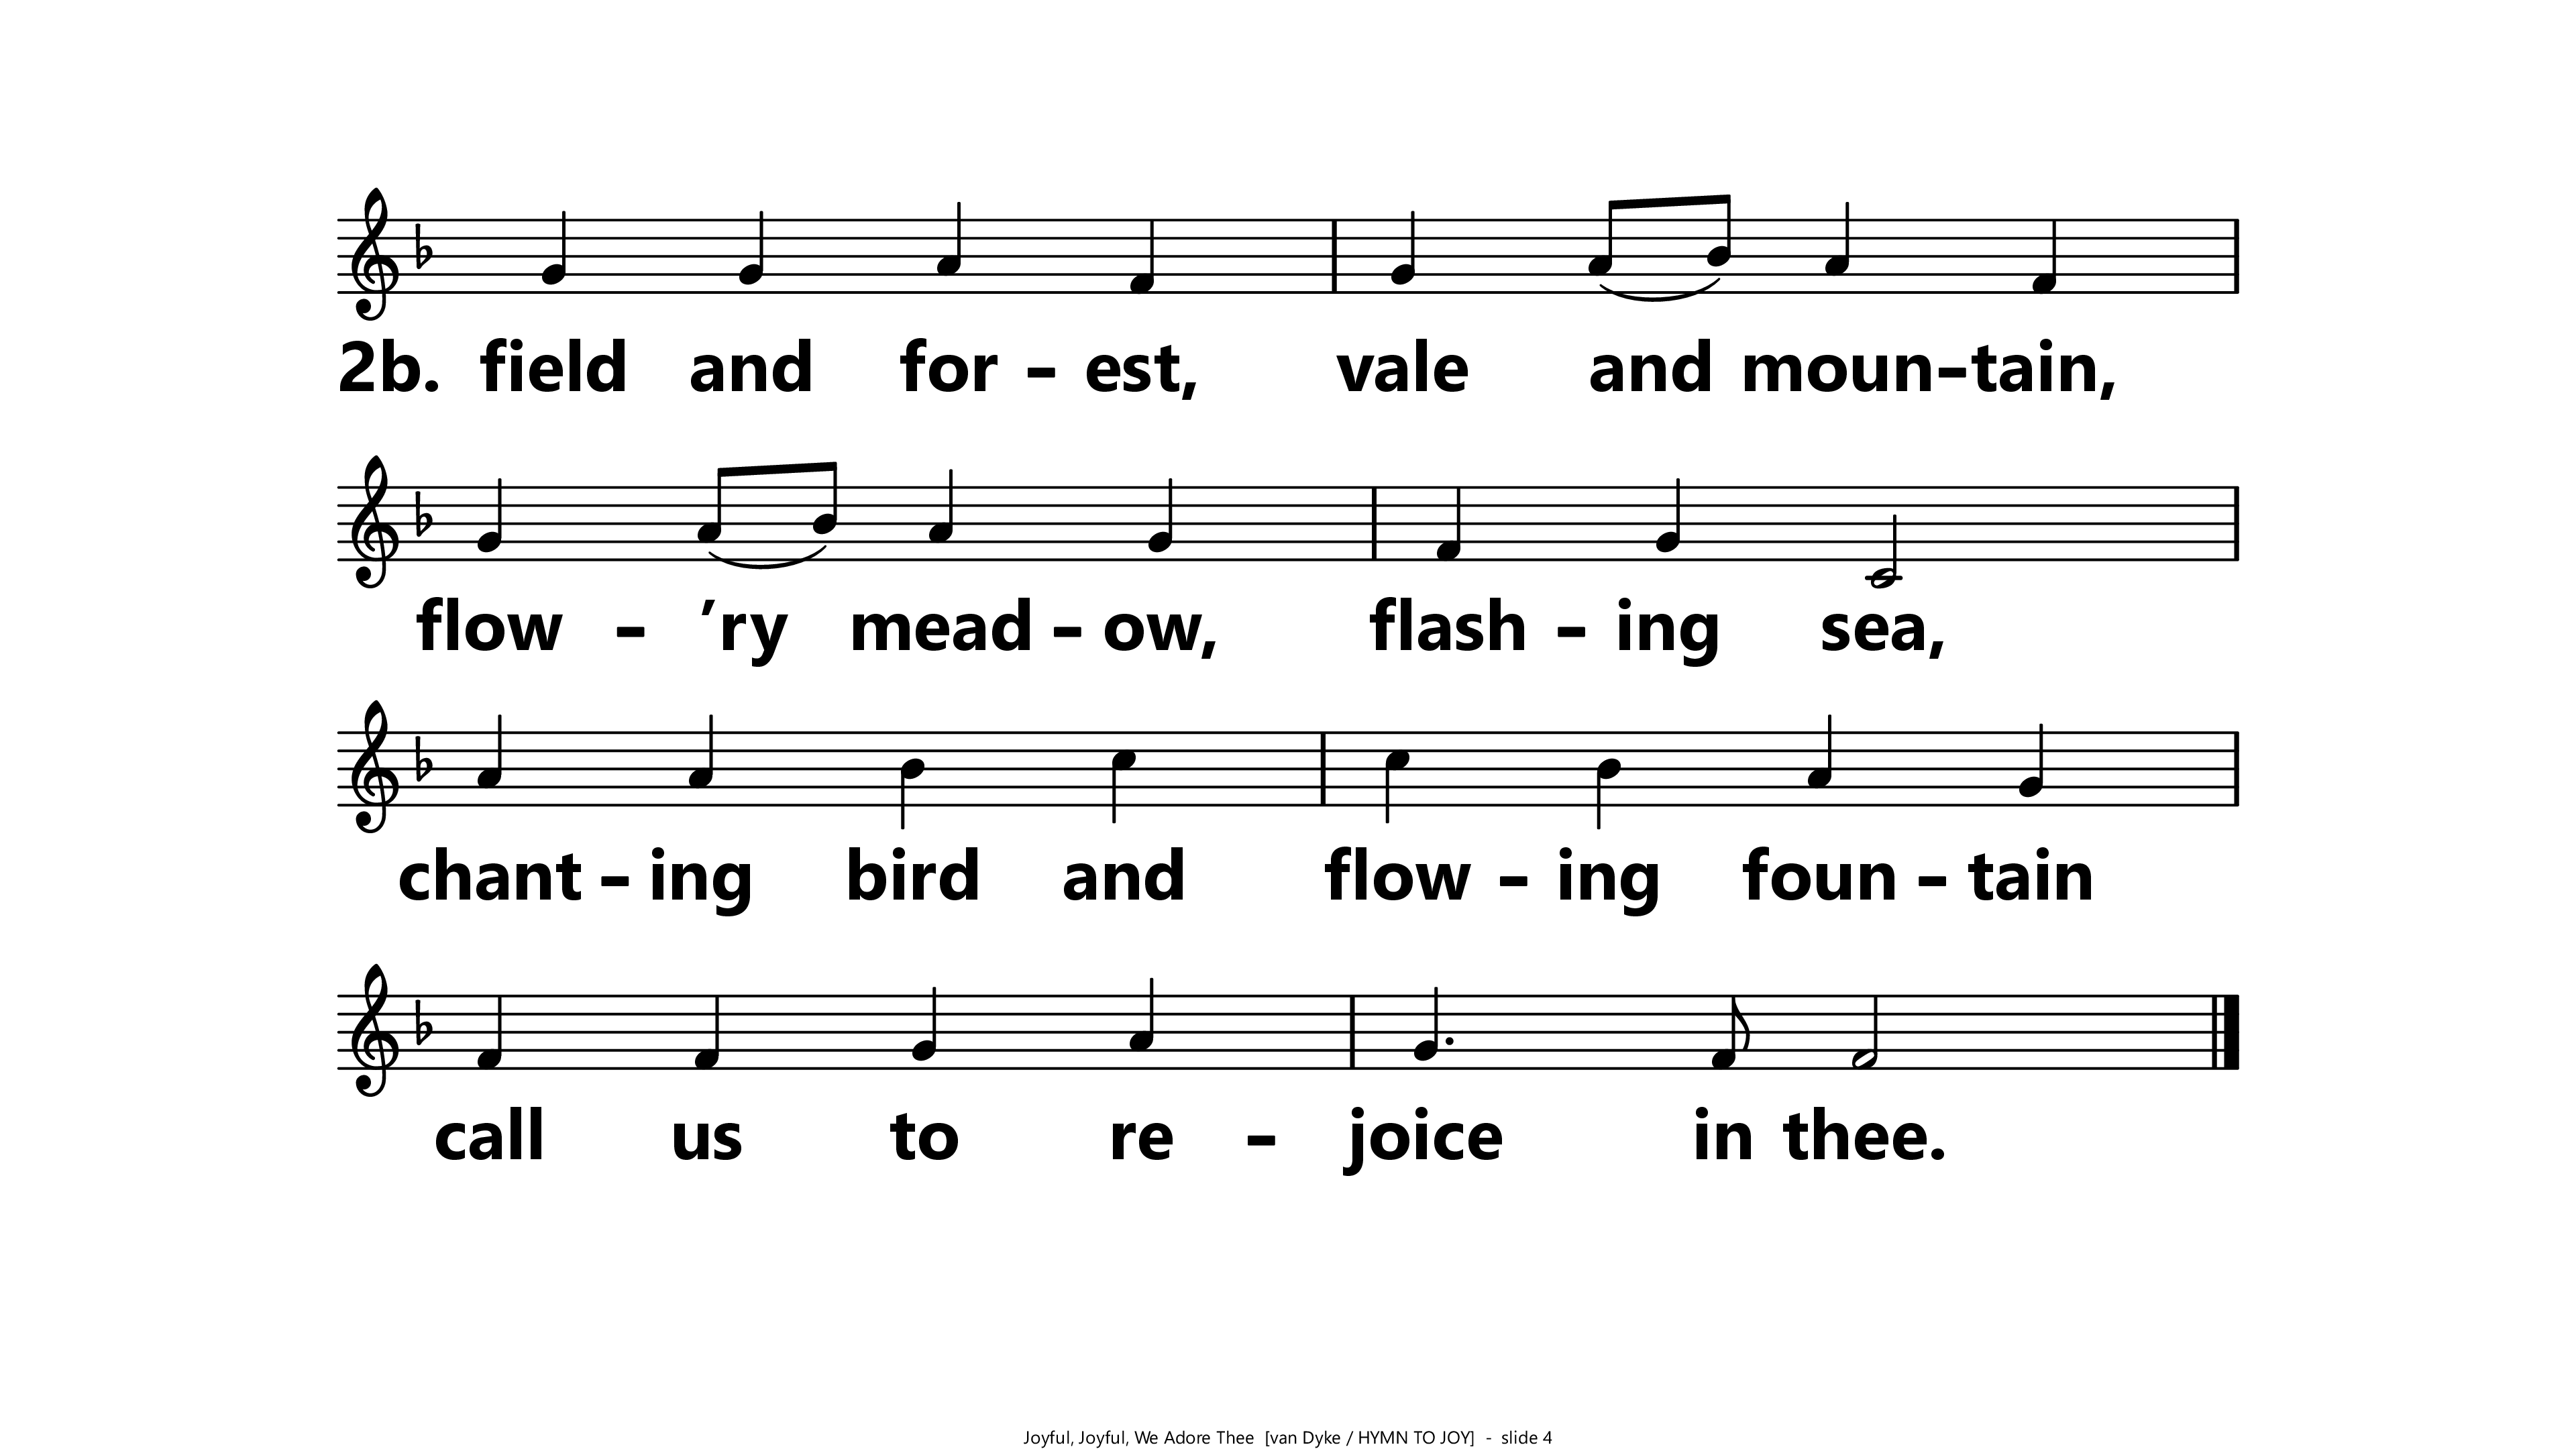 2b. field and for - est, vale and moun-tain,
flow - ’ry mead - ow, flash - ing sea,
chant - ing bird and flow - ing foun - tain
call us to re - joice in thee.
Joyful, Joyful, We Adore Thee [van Dyke / HYMN TO JOY] - slide 4